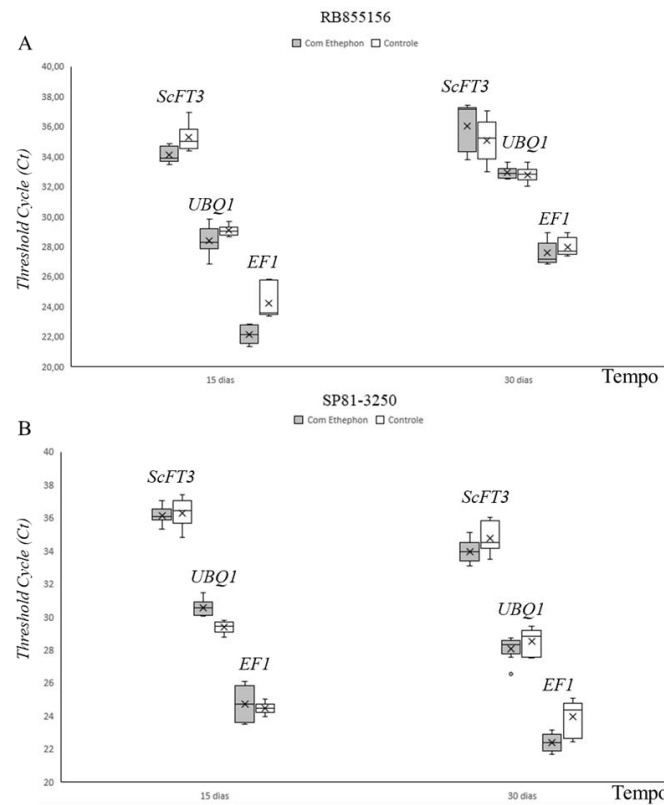 RB855156
A
Com Ethephon Controle
Threshold Cycle (Ct)
40,00
38,00
36,00
34,00
32,00
30,00
28,00
26,00
24,00
22,00
20,00
ScFT3
UBQ1
EF1
ScFT3
UBQ1
EF1
15 dias
30 dias
Tempo
SP81-3250
B
Com Ethephon Controle
Threshold Cycle (Ct)
40
38
36
34
32
30
28
26
24
22
20
ScFT3
UBQ1
EF1
ScFT3
UBQ1
EF1
15 dias
30 dias
Tempo